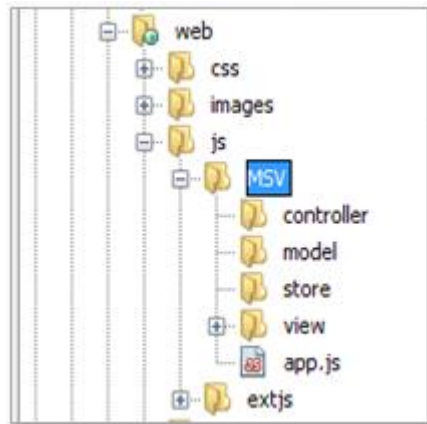 web
css
images
js
MSV
controller
model
store
view
app.js
extjs